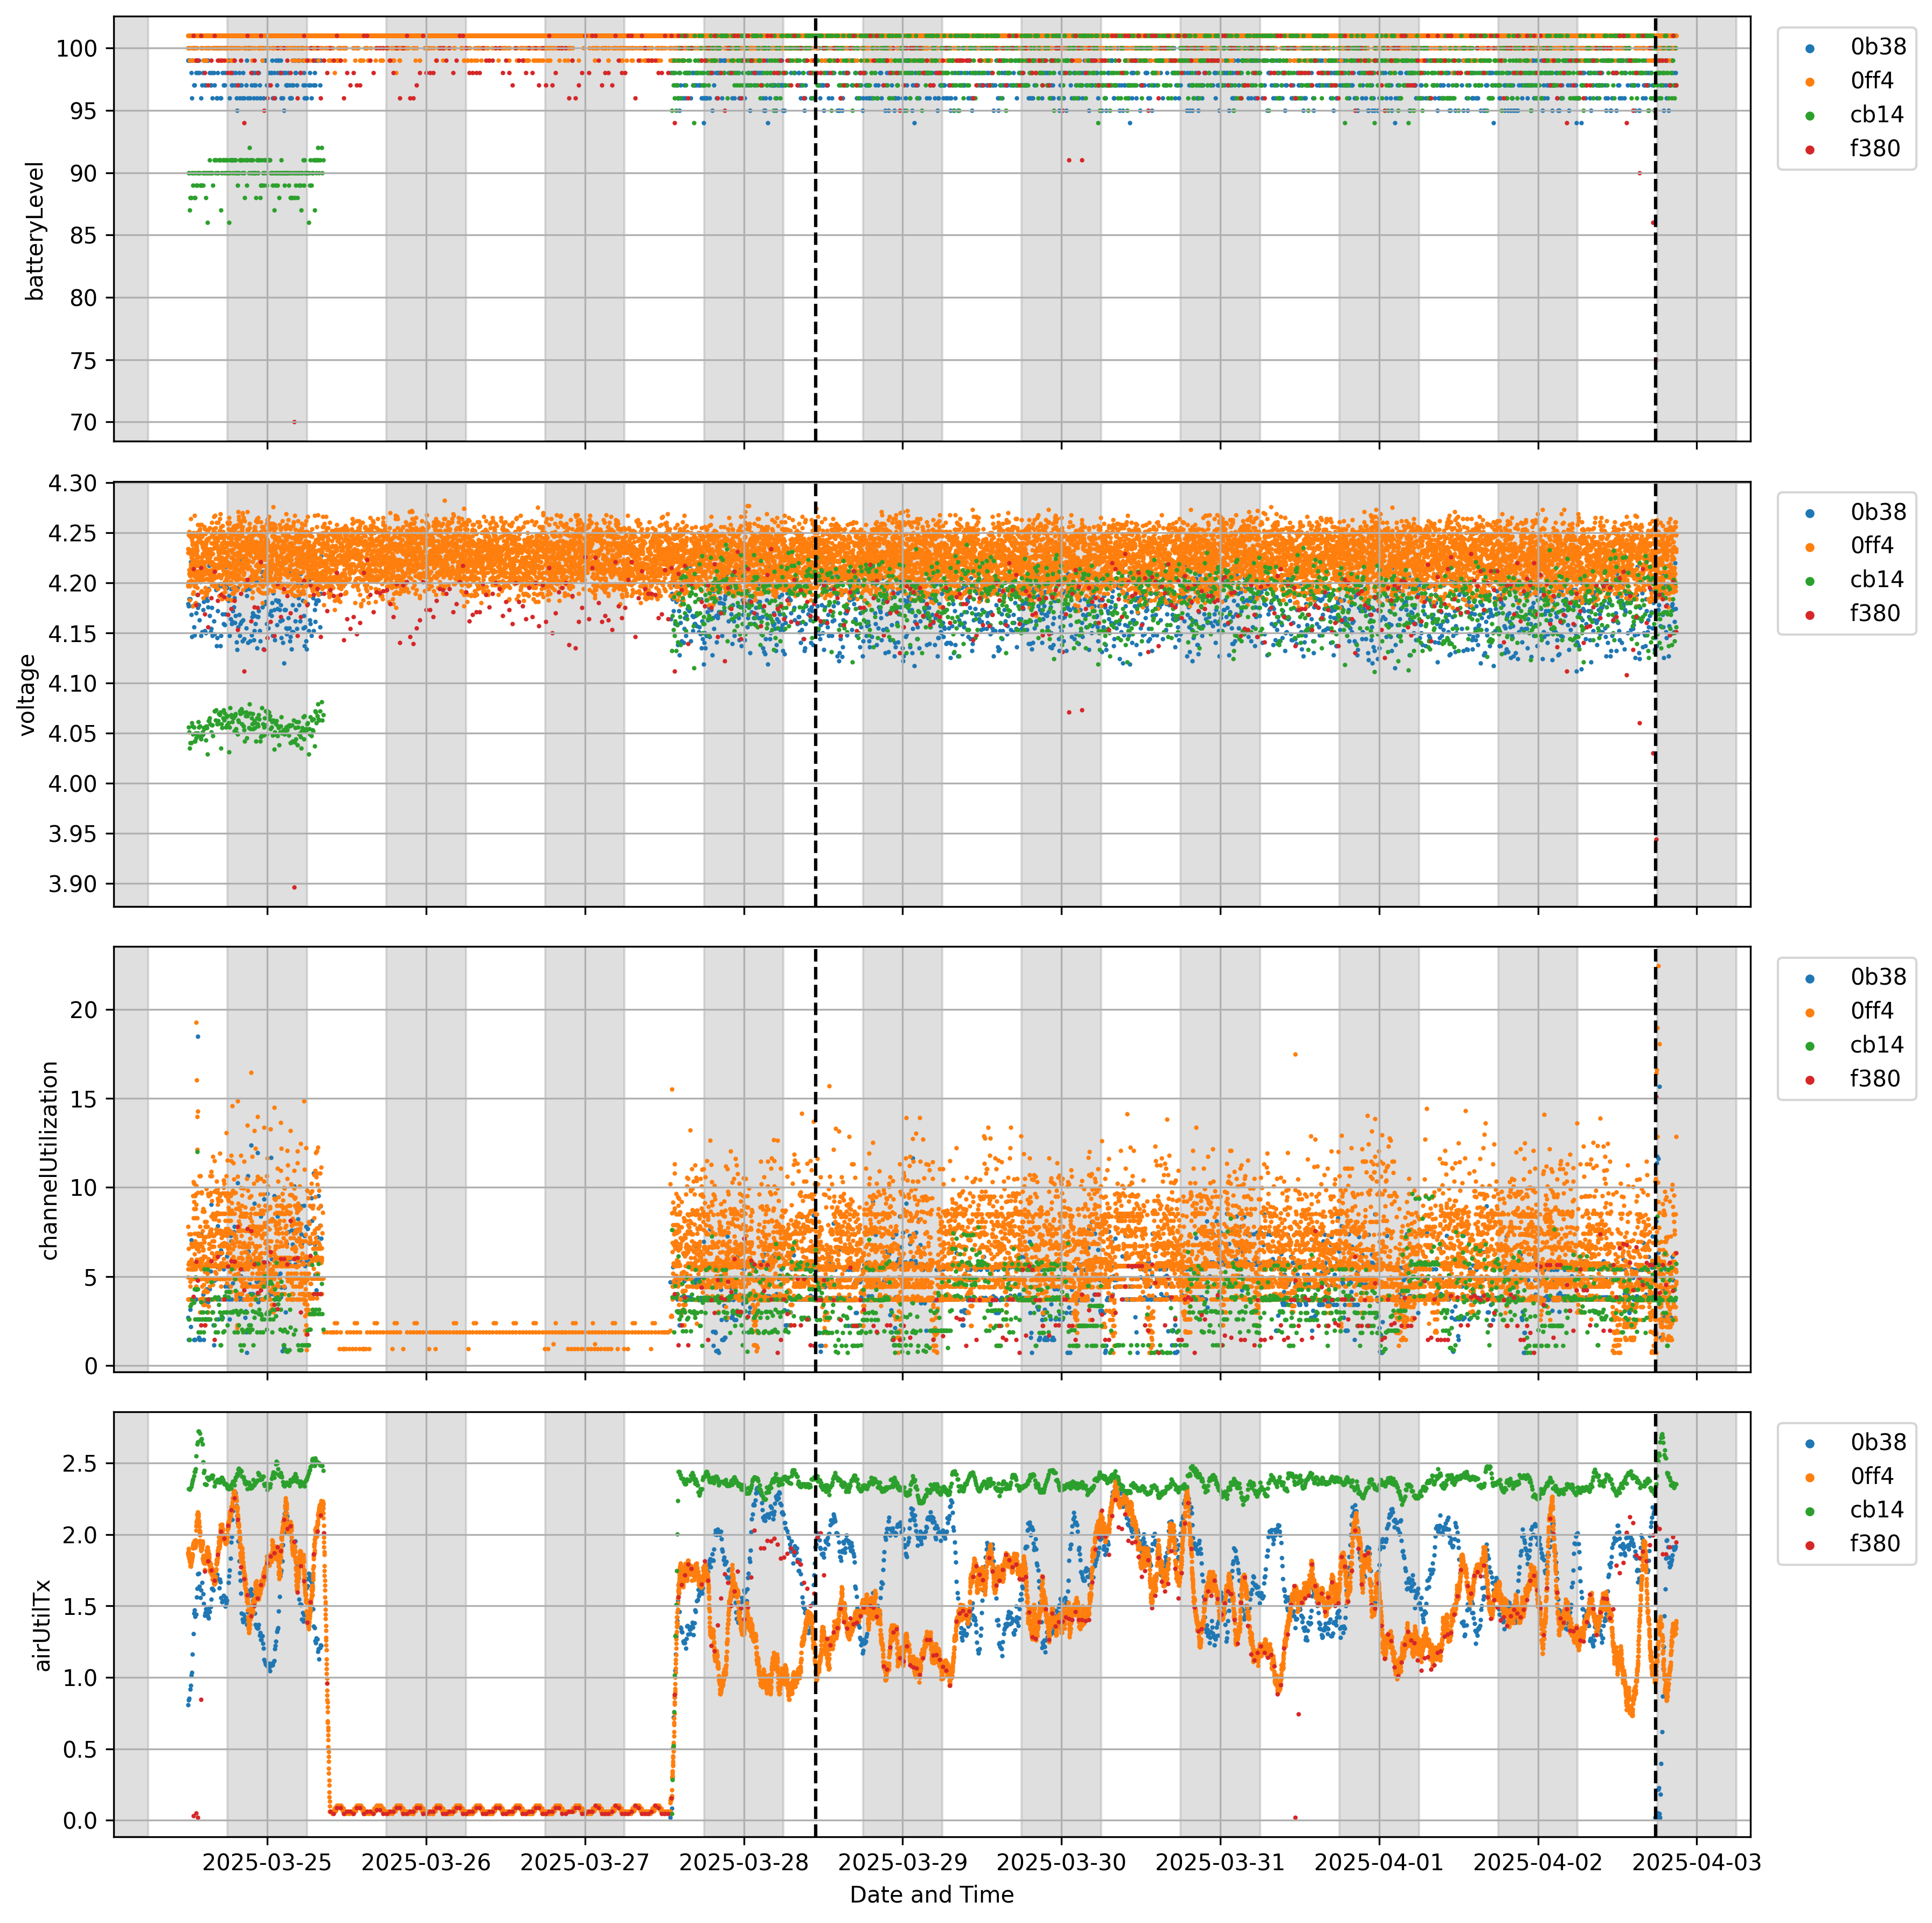 batteryLevel
100
95
90
85
80
75
70
0b38
0ff4
cb14
f380
voltage
4.30
4.25
4.20
4.15
4.10
4.05
4.00
3.95
3.90
0b38
0ff4
cb14
f380
channelUtilization
20
15
10
5
0
0b38
0ff4
cb14
f380
airUtilTx
2.5
2.0
1.5
1.0
0.5
0.0
0b38
0ff4
cb14
f380
2025-03-25 2025-03-26 2025-03-27 2025-03-28 2025-03-29 2025-03-30 2025-03-31 2025-04-01 2025-04-02 2025-04-03
Date and Time